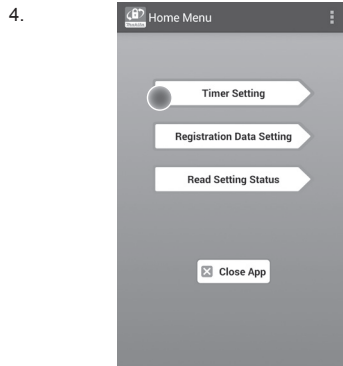 4.
Home Menu
Timer Setting
Registration Data Setting
Read Setting Status
Close App